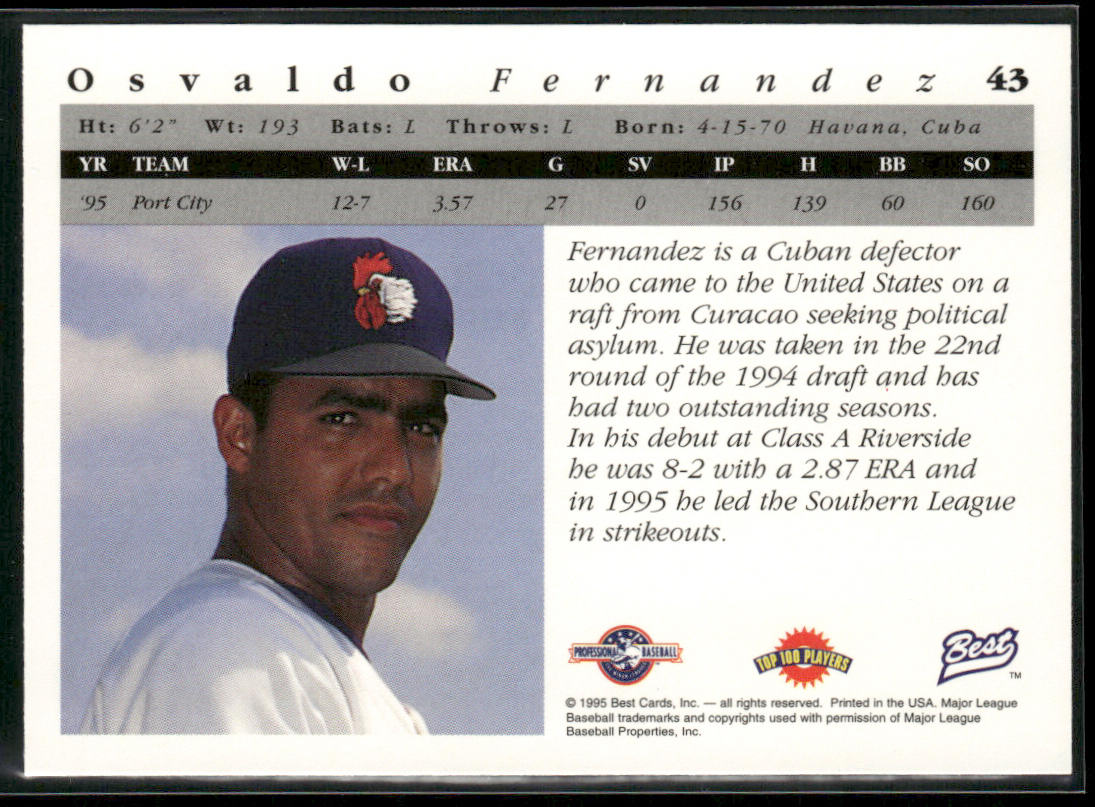 Osvaldo Fernandez 43
Ht: 6'2" Wt: 193 Bats: L Throws: L Born: 4-15-70 Havana, Cuba
YR TEAM W-L ERA G SV IP H BB SO
'95 Port City 12-7 3.57 27 0 156 139 60 160
Fernandez is a Cuban defector
who came to the United States on a
raft from Curacao seeking political
asylum. He was taken in the 22nd
round of the 1994 draft and has
had two outstanding seasons.
In his debut at Class A Riverside
he was 8-2 with a 2.87 ERA and
in 1995 he led the Southern League
in strikeouts.
PROFESSIONAL BASEBALL
TOP 100 PLAYERS
Best TM
© 1995 Best Cards, Inc. — all rights reserved. Printed in the USA. Major League
Baseball trademarks and copyrights used with permission of Major League
Baseball Properties, Inc.